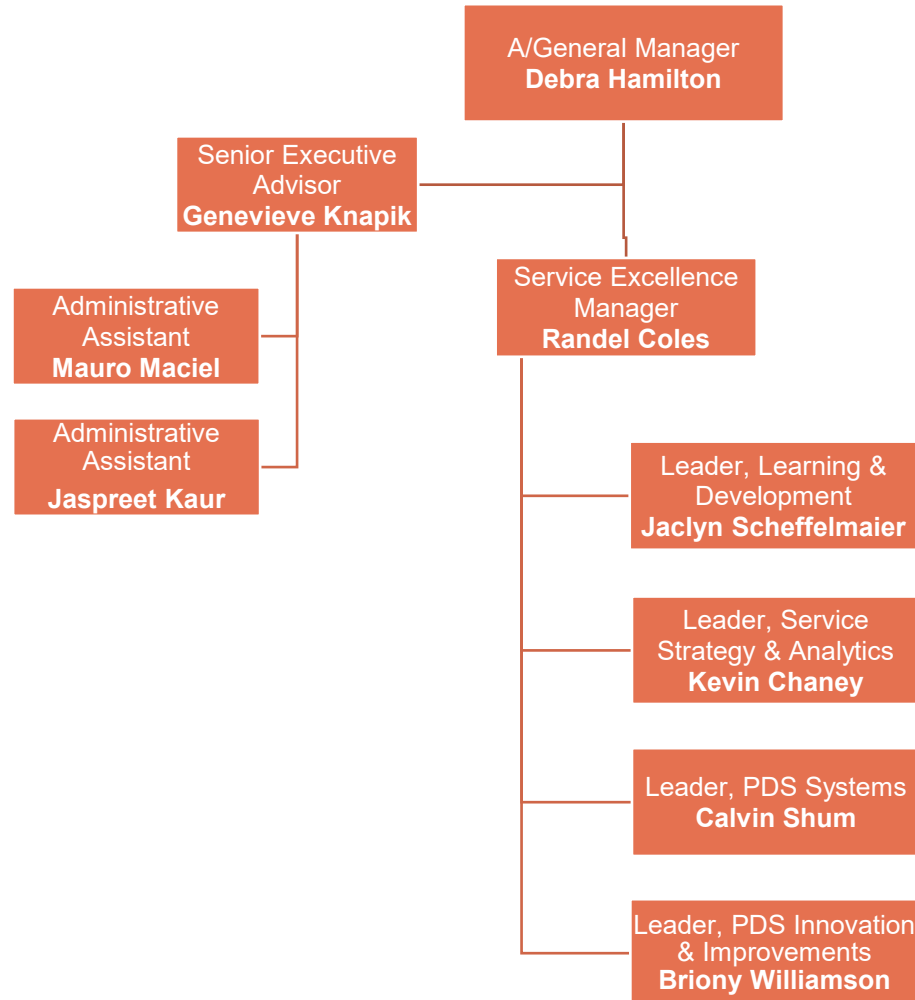 A/General Manager
Debra Hamilton
Senior Executive
Advisor
Genevieve Knapik
Administrative
Assistant
Mauro Maciel
Administrative
Assistant
Jaspreet Kaur
Service Excellence
Manager
Randel Coles
Leader, Learning &
Development
Jaclyn Scheffelmaier
Leader, Service
Strategy & Analytics
Kevin Chaney
Leader, PDS Systems
Calvin Shum
Leader, PDS Innovation
& Improvements
Briony Williamson